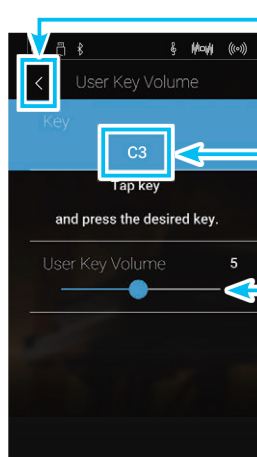 User Key Volume
Key
C3
Tap key
and press the desired key.
User Key Volume 5